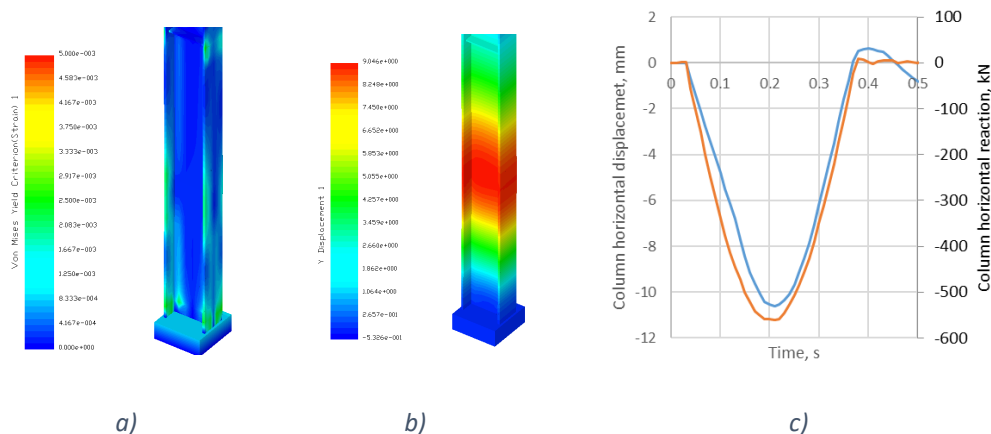 Von Mises Yield Criterion(Strain) 1
5.000e-003
4.583e-003
4.167e-003
3.750e-003
3.333e-003
2.917e-003
2.500e-003
2.083e-003
1.667e-003
1.250e-003
8.333e-004
4.167e-004
0.000e+000
a)
Y Displacement 1
9.046e+000
8.248e+000
7.450e+000
6.652e+000
5.853e+000
5.055e+000
4.257e+000
3.459e+000
2.660e+000
1.862e+000
1.064e+000
2.657e-001
-5.326e-001
b)
Column horizontal displacemet, mm
2
0
-2
-4
-6
-8
-10
-12
0 0.1 0.2 0.3 0.4 0.5
Time, s
100
0
-100
-200
-300
-400
-500
-600
Column horizontal reaction, kN
c)